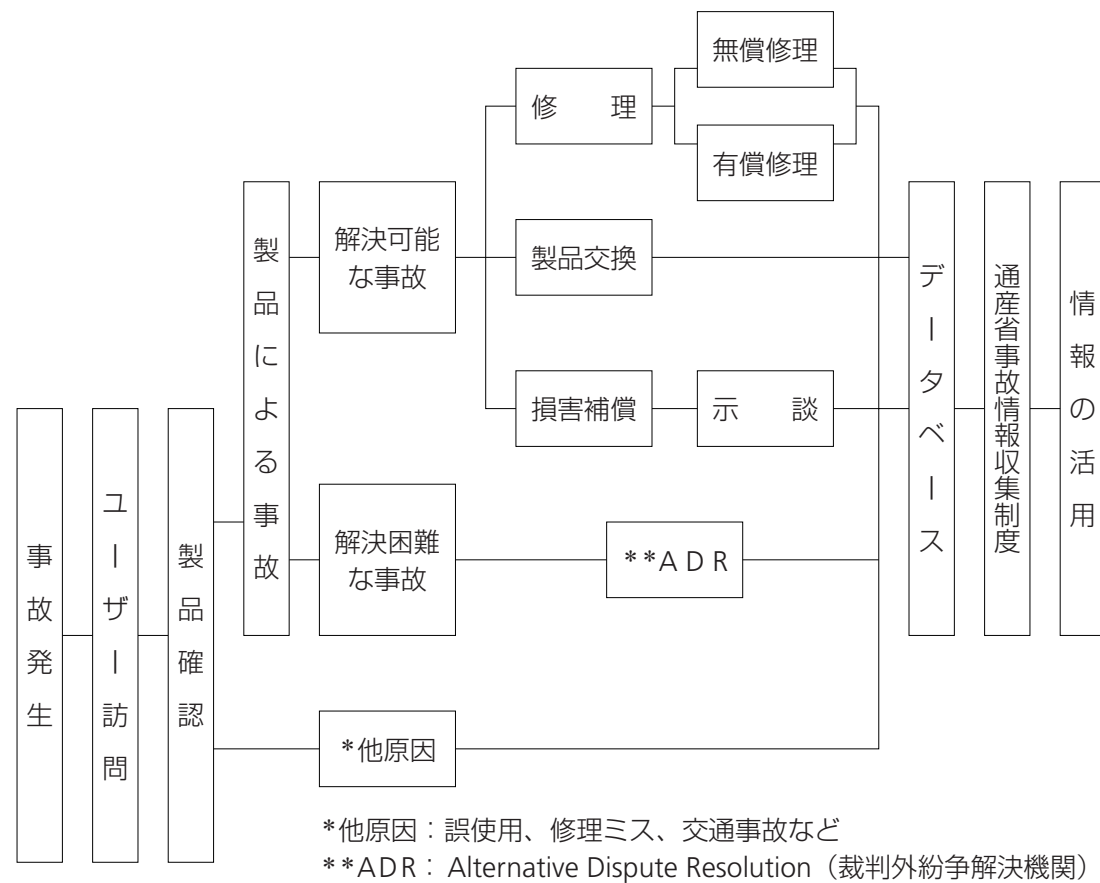 事故発生
ユーザー訪問
製品確認
製品による事故
解決可能
な事故
修　理
無償修理
有償修理
製品交換
損害補償
示　談
解決困難
な事故
**ADR
*他原因
データベース
通産省事故情報収集制度
情報の活用
*他原因：誤使用、修理ミス、交通事故など
**ADR：Alternative Dispute Resolution（裁判外紛争解決機関）